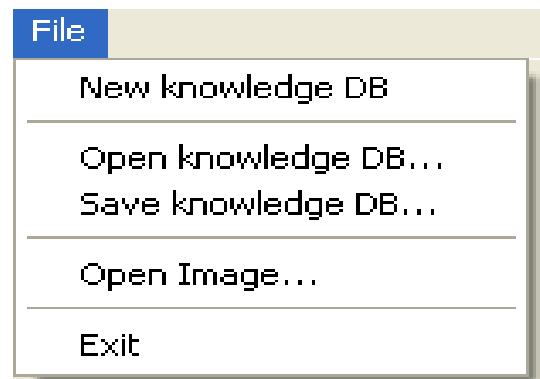 File
New knowledge DB
Open knowledge DB...
Save knowledge DB...
Open Image...
Exit